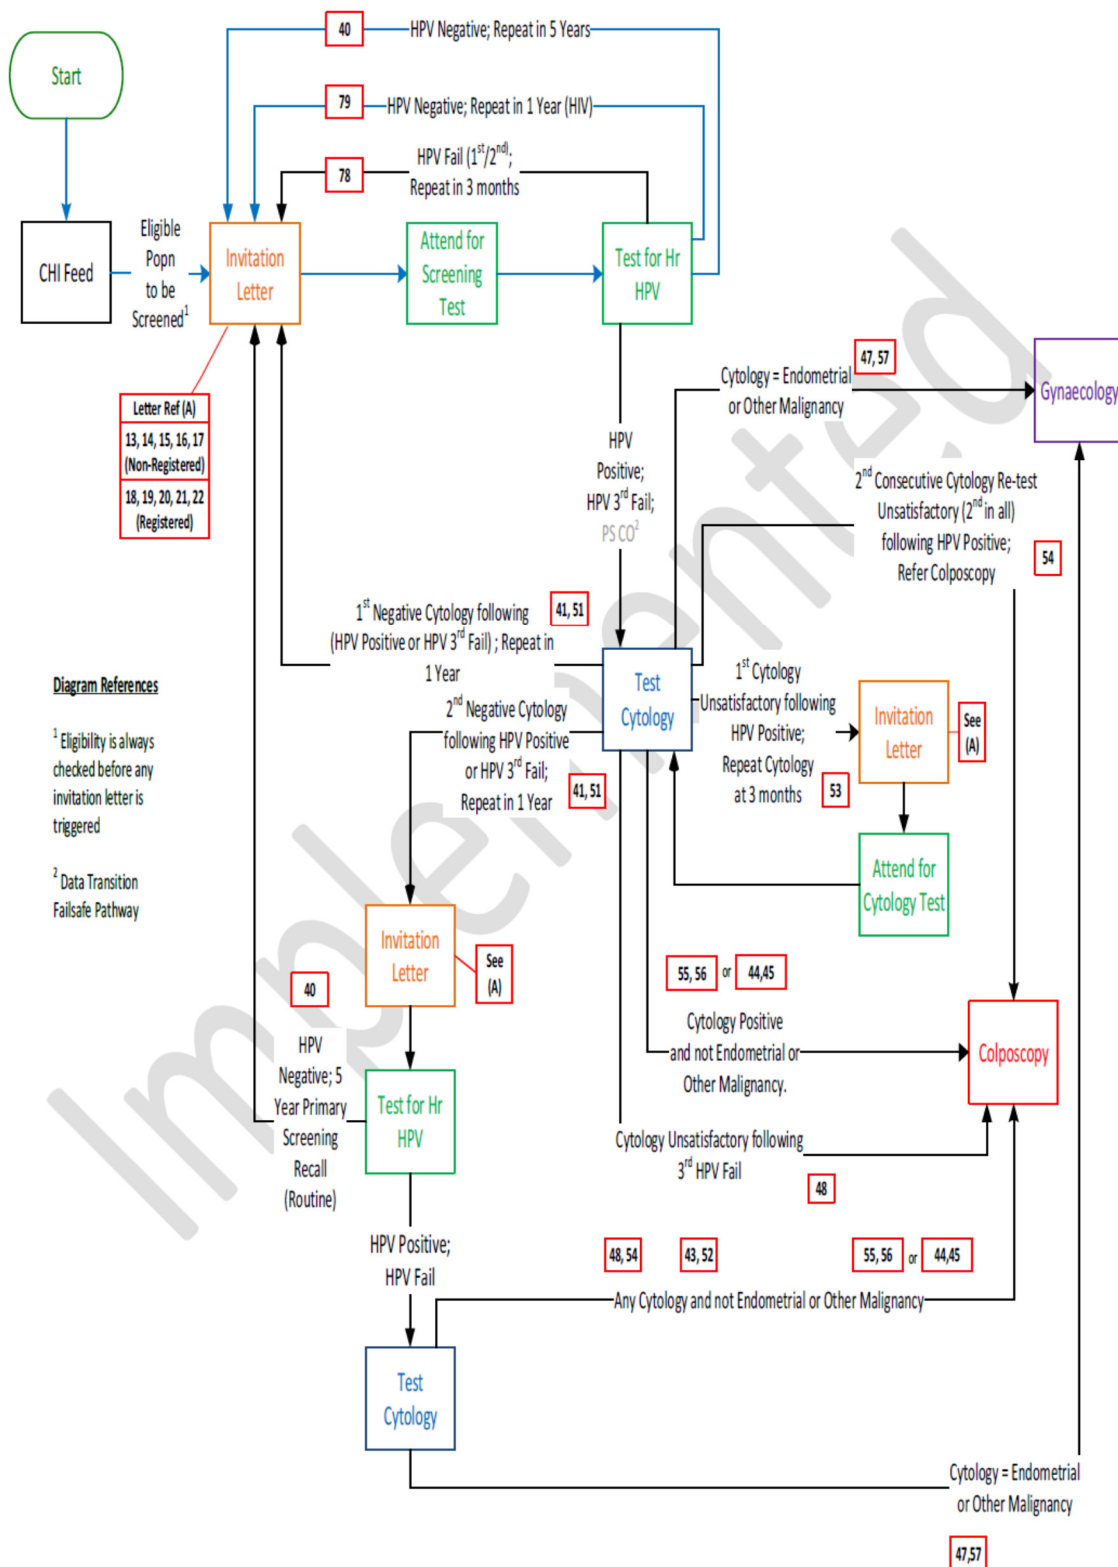 40
HPV Negative; Repeat in 5 Years
Start
79
HPV Negative; Repeat in 1 Year (HIV)
HPV Fail (1st/2nd);
78
Repeat in 3 months
CHI Feed
Eligible
Popn
to be
Screened1
Invitation
Letter
Attend for
Screening
Test
Test for Hr
HPV
Letter Ref (A)
13, 14, 15, 16, 17
(Non-Registered)
18, 19, 20, 21, 22
(Registered)
HPV
Positive;
HPV 3rd Fail;
PS CO2
47, 57
Cytology = Endometrial
or Other Malignancy
Gynaecology
2nd Consecutive Cytology Re-test
Unsatisfactory (2nd in all)
following HPV Positive;
Refer Colposcopy
54
1st Negative Cytology following
(HPV Positive or HPV 3rd Fail) ; Repeat in
1 Year
41, 51
Test
Cytology
1st Cytology
Unsatisfactory following
HPV Positive;
Repeat Cytology
at 3 months
53
Invitation
Letter
See
(A)
Attend for
Cytology Test
Diagram References
1 Eligibility is always
checked before any
invitation letter is
triggered
2 Data Transition
Failsafe Pathway
2nd Negative Cytology
following HPV Positive
or HPV 3rd Fail;
Repeat in 1 Year
41, 51
Invitation
Letter
See
(A)
40
HPV
Negative; 5
Year Primary
Screening
Recall
(Routine)
Test for Hr
HPV
55, 56 or 44,45
Cytology Positive
and not Endometrial or
Other Malignancy.
Colposcopy
Cytology Unsatisfactory following
3rd HPV Fail
48
HPV Positive;
HPV Fail
48, 54
43, 52
55, 56 or 44,45
Any Cytology and not Endometrial or Other Malignancy
Test
Cytology
Cytology = Endometrial
or Other Malignancy
47,57
Implemented